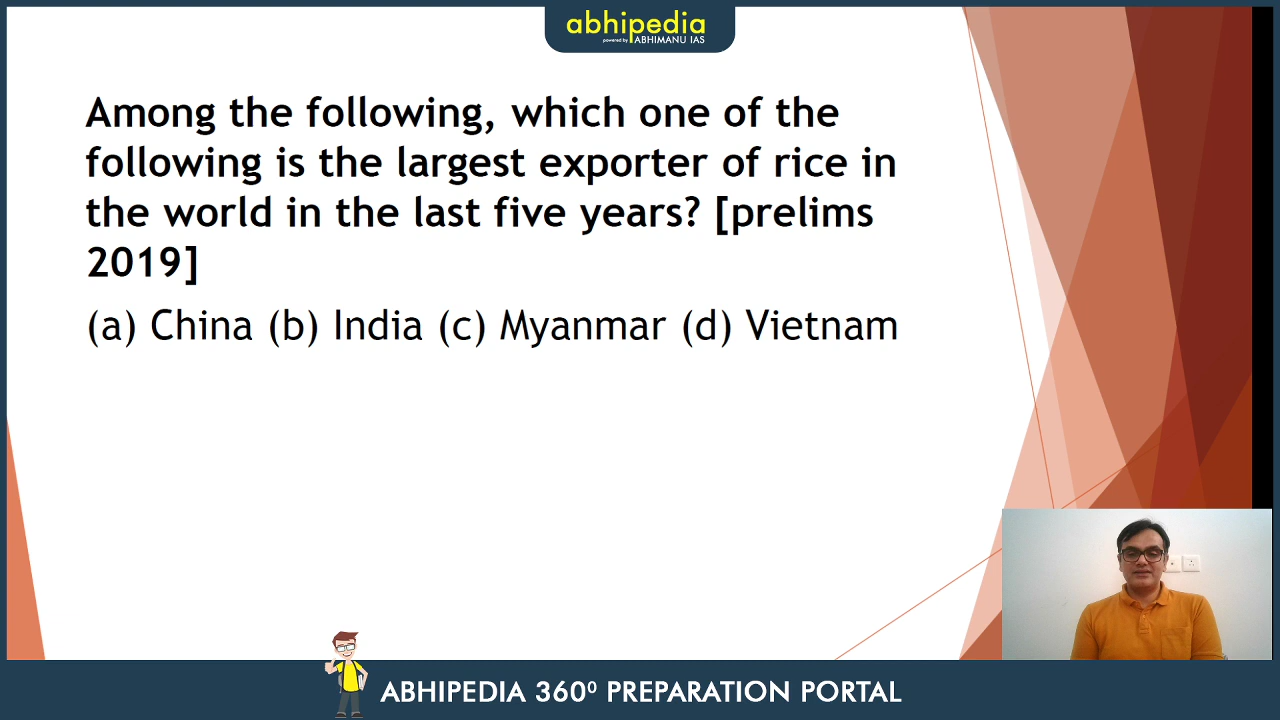 abhipedia
powered by ABHIMANU IAS
Among the following, which one of the
following is the largest exporter of rice in
the world in the last five years? [prelims
2019]
(a) China (b) India (c) Myanmar (d) Vietnam
ABHIPEDIA 360⁰ PREPARATION PORTAL